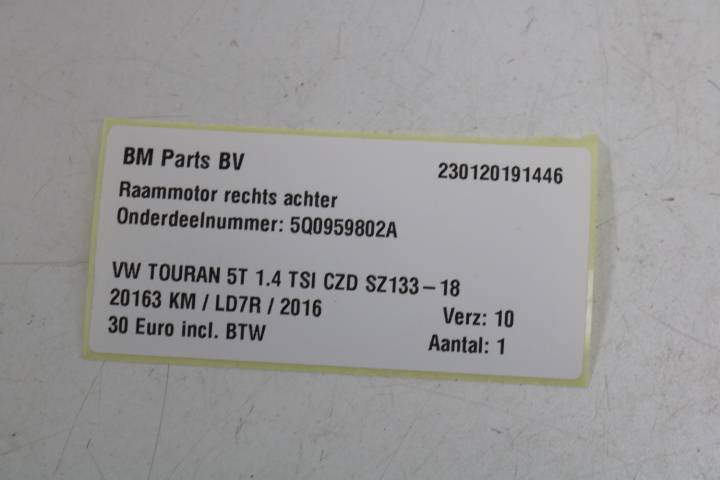 BM Parts BV
230120191446
Raammotor rechts achter
Onderdeelnummer: 5Q0959802A
VW TOURAN 5T 1.4 TSI CZD SZ133-18
20163 KM / LD7R / 2016
Verz: 10
30 Euro incl. BTW
Aantal: 1